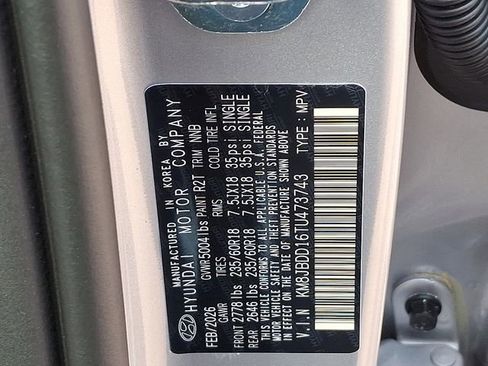 MANUFACTURED IN KOREA BY
HYUNDAI MOTOR COMPANY
GVWR5004 lbs PAINT R2T TRIM NNB
FEB/2026 GAWR TIRES RIMS COLD TIRE INFL
FRONT 2778 lbs 235/60R18 7.5JX18 35psi SINGLE
REAR 2646 lbs 235/60R18 7.5JX18 35psi SINGLE
THIS VEHICLE CONFORMS TO ALL APPLICABLE U.S.A. FEDERAL
MOTOR VEHICLE SAFETY, BUMPER, AND THEFT PREVENTION STANDARDS
IN EFFECT ON THE DATE OF MANUFACTURE SHOWN ABOVE
V.I.N : KM8JBDD16TU473743 TYPE : MPV